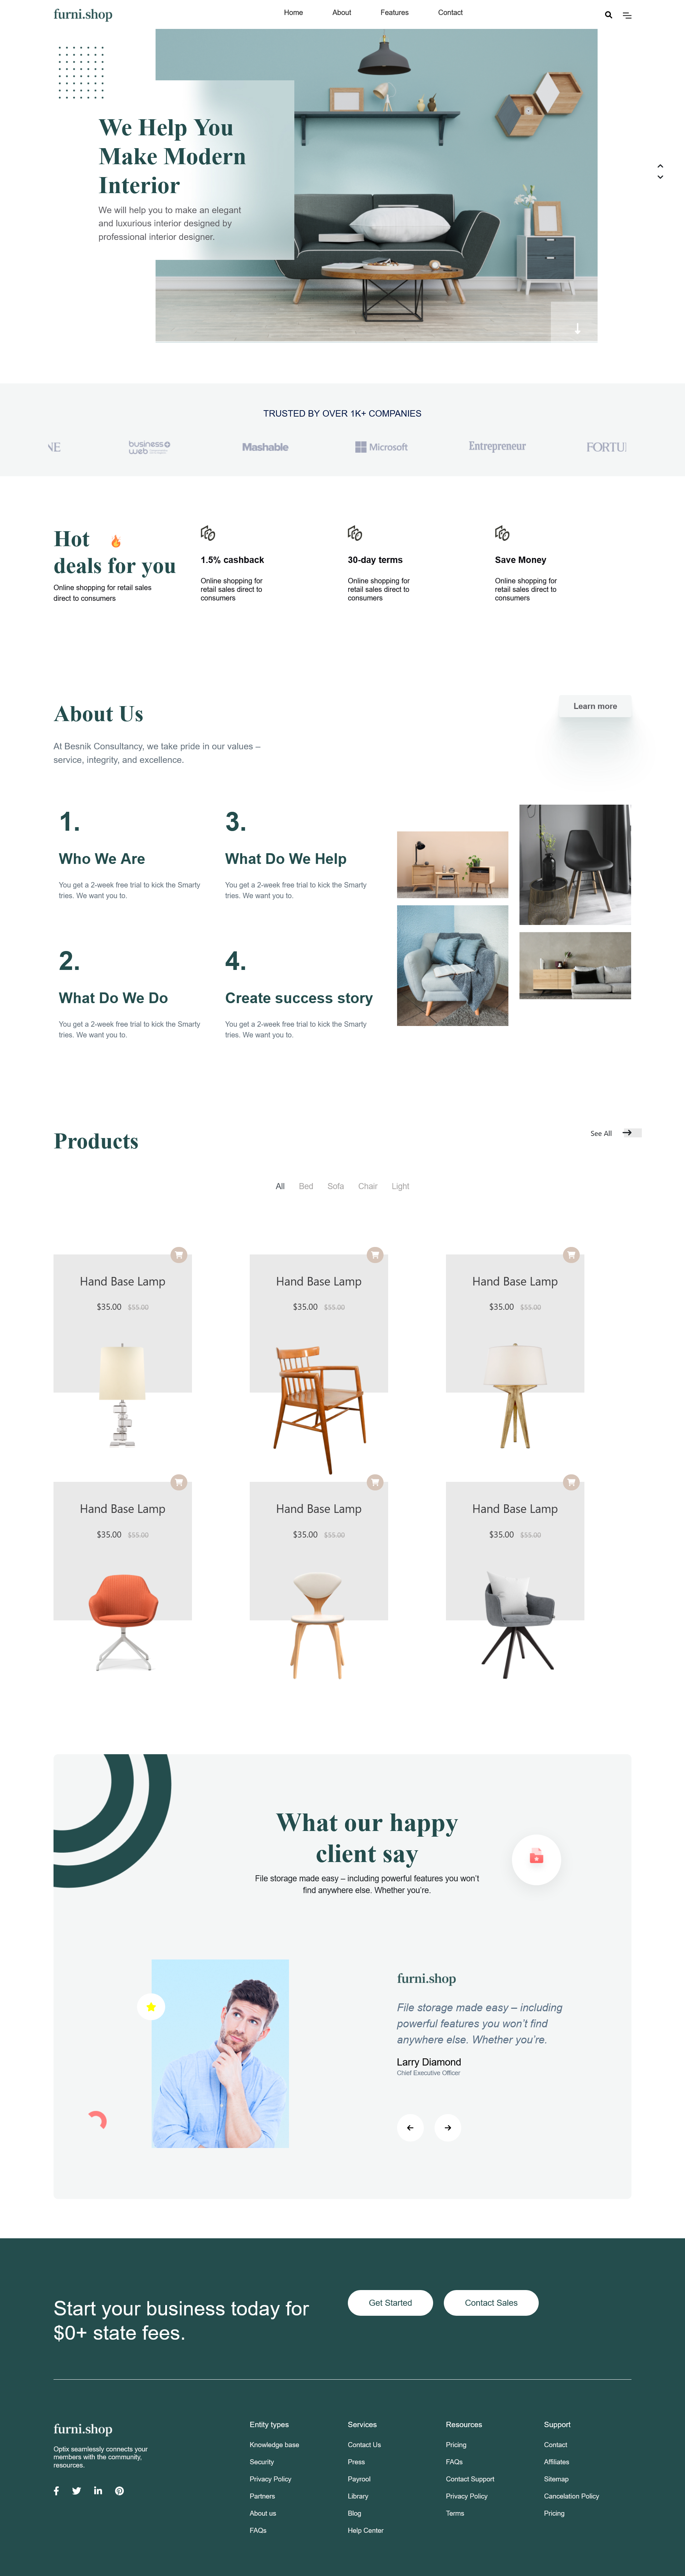 furni.shop
Home About Features Contact
We Help You
Make Modern
Interior
We will help you to make an elegant
and luxurious interior designed by
professional interior designer.
TRUSTED BY OVER 1K+ COMPANIES
NE
business+
web
Mashable
Microsoft
Entrepreneur
FORTU
Hot
deals for you
Online shopping for retail sales
direct to consumers
1.5% cashback
Online shopping for
retail sales direct to
consumers
30-day terms
Online shopping for
retail sales direct to
consumers
Save Money
Online shopping for
retail sales direct to
consumers
About Us
Learn more
At Besnik Consultancy, we take pride in our values –
service, integrity, and excellence.
1.
Who We Are
You get a 2-week free trial to kick the Smarty
tries. We want you to.
3.
What Do We Help
You get a 2-week free trial to kick the Smarty
tries. We want you to.
2.
What Do We Do
You get a 2-week free trial to kick the Smarty
tries. We want you to.
4.
Create success story
You get a 2-week free trial to kick the Smarty
tries. We want you to.
Products
See All
All Bed Sofa Chair Light
Hand Base Lamp
$35.00 $55.00
Hand Base Lamp
$35.00 $55.00
Hand Base Lamp
$35.00 $55.00
Hand Base Lamp
$35.00 $55.00
Hand Base Lamp
$35.00 $55.00
Hand Base Lamp
$35.00 $55.00
What our happy
client say
File storage made easy – including powerful features you won’t
find anywhere else. Whether you’re.
furni.shop
File storage made easy – including
powerful features you won’t find
anywhere else. Whether you’re.
Larry Diamond
Chief Executive Officer
Start your business today for
$0+ state fees.
Get Started
Contact Sales
furni.shop
Optix seamlessly connects your
members with the community,
resources.
Entity types
Knowledge base
Security
Privacy Policy
Partners
About us
FAQs
Services
Contact Us
Press
Payrool
Library
Blog
Help Center
Resources
Pricing
FAQs
Contact Support
Privacy Policy
Terms
Support
Contact
Affiliates
Sitemap
Cancelation Policy
Pricing